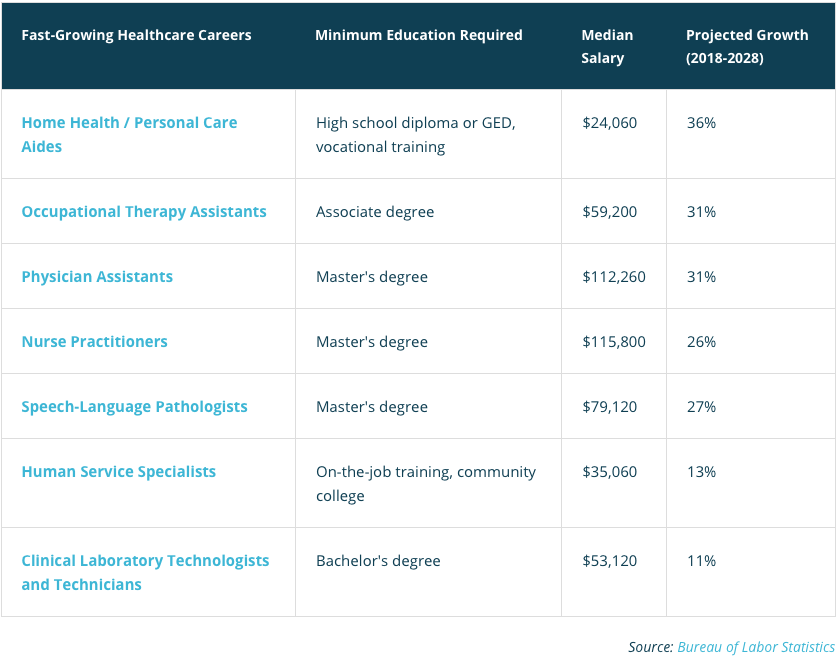 Fast-Growing Healthcare Careers Minimum Education Required Median Salary Projected Growth (2018-2028)
Home Health / Personal Care Aides High school diploma or GED, vocational training $24,060 36%
Occupational Therapy Assistants Associate degree $59,200 31%
Physician Assistants Master's degree $112,260 31%
Nurse Practitioners Master's degree $115,800 26%
Speech-Language Pathologists Master's degree $79,120 27%
Human Service Specialists On-the-job training, community college $35,060 13%
Clinical Laboratory Technologists and Technicians Bachelor's degree $53,120 11%
Source: Bureau of Labor Statistics